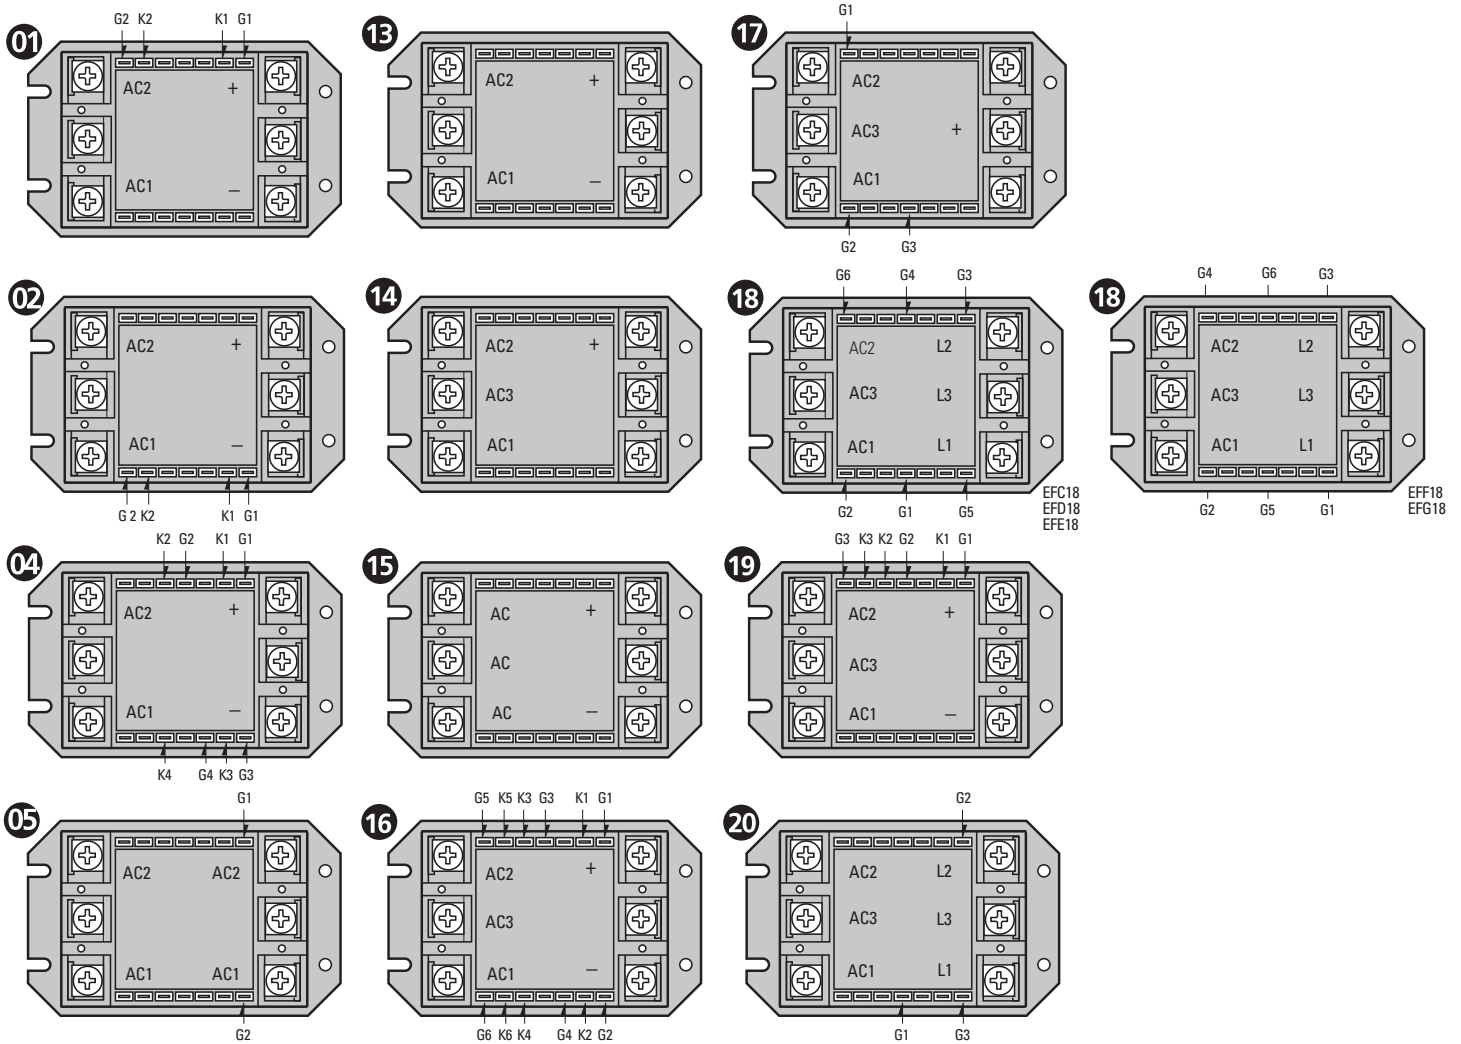 01
G2 K2 K1 G1
AC2 +
AC1 –
13
AC2 +
AC1 –
17
G1
AC2
AC3 +
AC1
G2 G3
02
AC2 +
AC1 –
G 2 K2 K1 G1
14
AC2 +
AC3
AC1
18
G6 G4 G3
AC2 L2
AC3 L3
AC1 L1
G2 G1 G5
EFC18
EFD18
EFE18
18
G4 G6 G3
AC2 L2
AC3 L3
AC1 L1
G2 G5 G1
EFF18
EFG18
04
K2 G2 K1 G1
AC2 +
AC1 –
K4 G4 K3 G3
15
AC +
AC
AC –
19
G3 K3 K2 G2 K1 G1
AC2 +
AC3
AC1 –
05
G1
AC2 AC2
AC1 AC1
G2
16
G5 K5 K3 G3 K1 G1
AC2 +
AC3
AC1 –
G6 K6 K4 G4 K2 G2
20
G2
AC2 L2
AC3 L3
AC1 L1
G1 G3